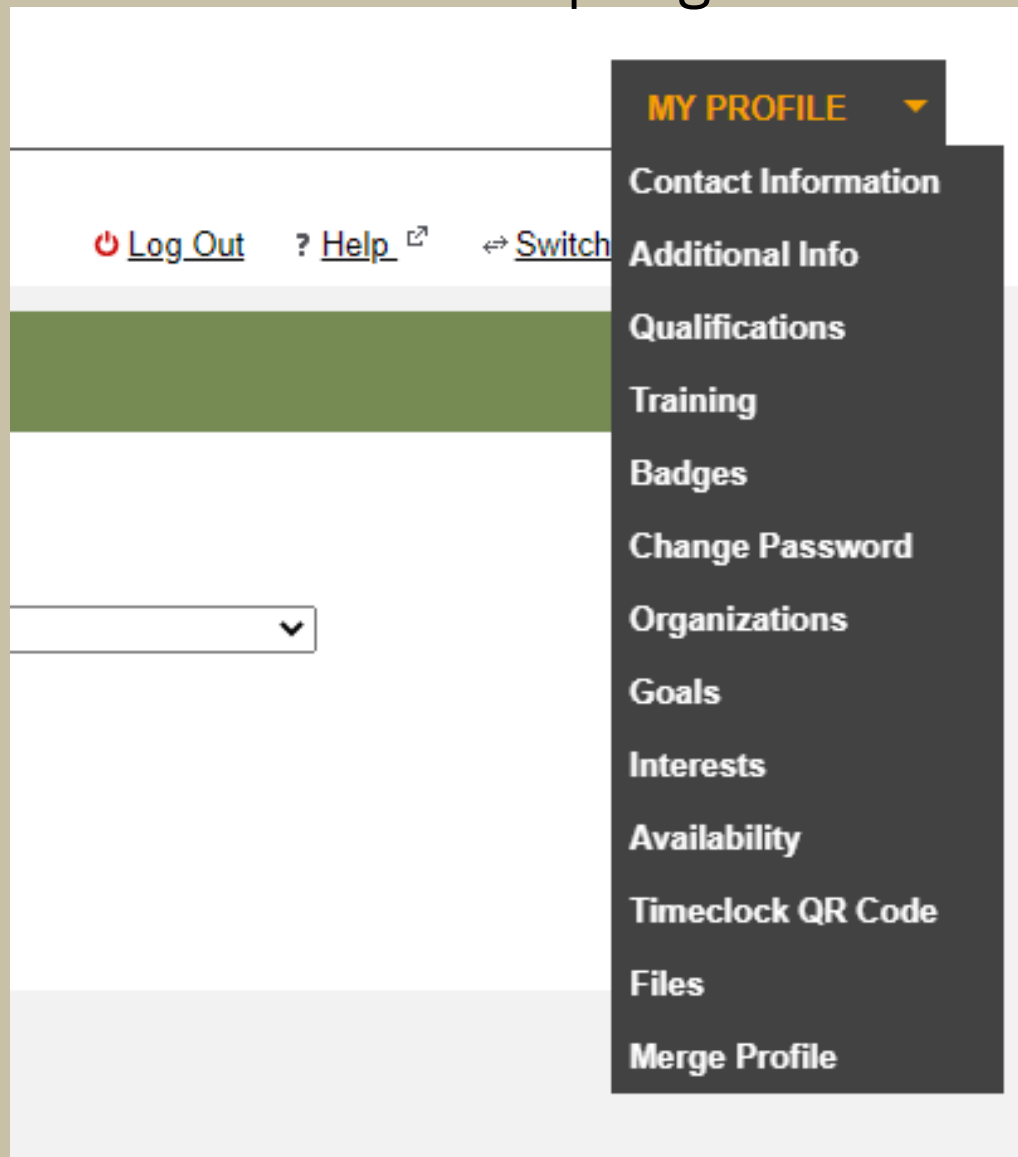 MY PROFILE
Contact Information
Log Out ? Help Switch
Additional Info
Qualifications
Training
Badges
Change Password
Organizations
Goals
Interests
Availability
Timeclock QR Code
Files
Merge Profile